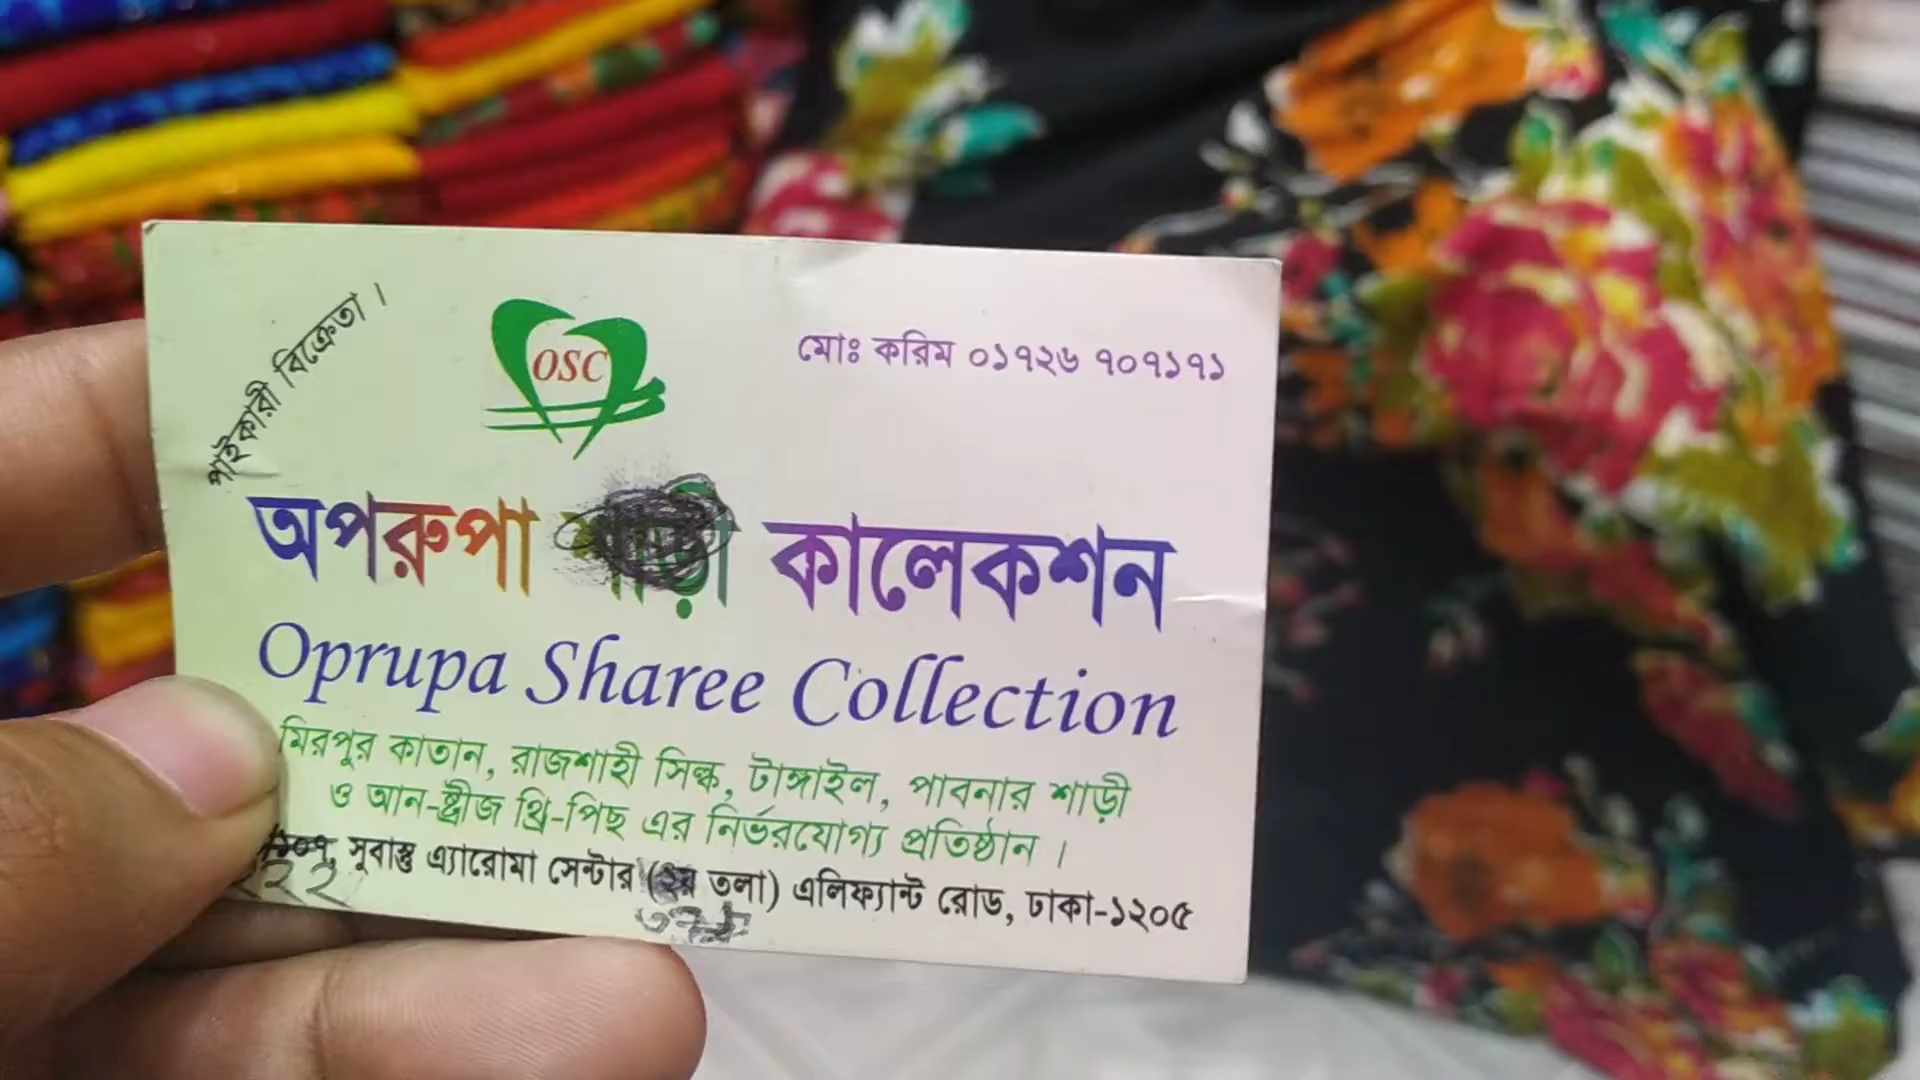 পাইকারী বিক্রেতা।
OSC
মোঃ করিম ০১৭২৬ ৭০৭১৭১
অপরুপা শাড়ী কালেকশন
Oprupa Sharee Collection
মিরপুর কাতান, রাজশাহী সিল্ক, টাঙ্গাইল, পাবনার শাড়ী
ও আন-ষ্ট্রীজ থ্রি-পিছ এর নির্ভরযোগ্য প্রতিষ্ঠান।
সুবাস্তু এ্যারোমা সেন্টার (২য় তলা) এলিফ্যান্ট রোড, ঢাকা-১২০৫